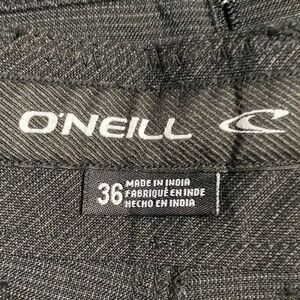 O'NEILL
36
MADE IN INDIA
FABRIQUÉ EN INDE
HECHO EN INDIA